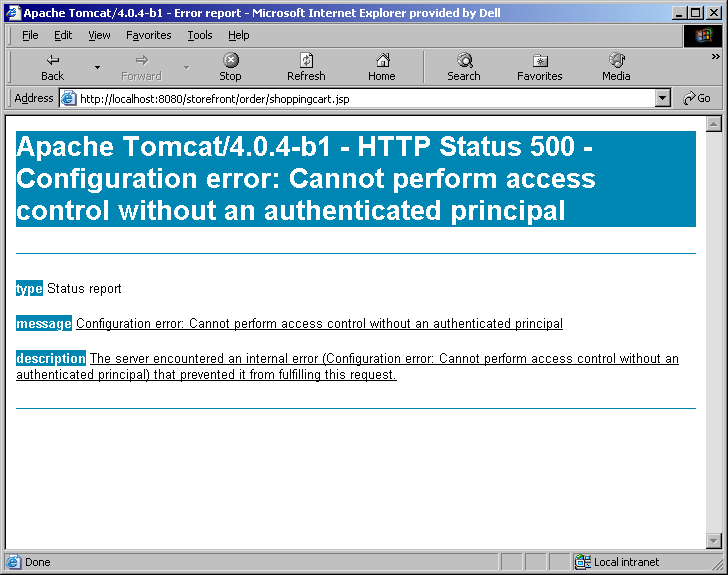 Apache Tomcat/4.0.4-b1 - Error report - Microsoft Internet Explorer provided by Dell
File Edit View Favorites Tools Help
Back Forward Stop Refresh Home Search Favorites Media »
Address http://localhost:8080/storefront/order/shoppingcart.jsp Go
Apache Tomcat/4.0.4-b1 - HTTP Status 500 -
Configuration error: Cannot perform access
control without an authenticated principal
type Status report
message Configuration error: Cannot perform access control without an authenticated principal
description The server encountered an internal error (Configuration error: Cannot perform access control without an
authenticated principal) that prevented it from fulfilling this request.
Done Local intranet